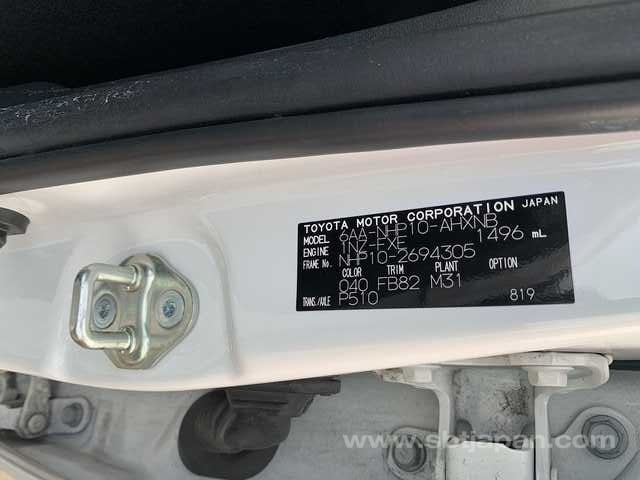 TOYOTA MOTOR CORPORATION JAPAN
MODEL 6AA-NHP10-AHXNB
ENGINE 1NZ-FXE 1496 mL
FRAME No. NHP10-2694305
COLOR TRIM PLANT OPTION
040 FB82 M31
TRANS./AXLE P510 819
www.sbtjapan.com